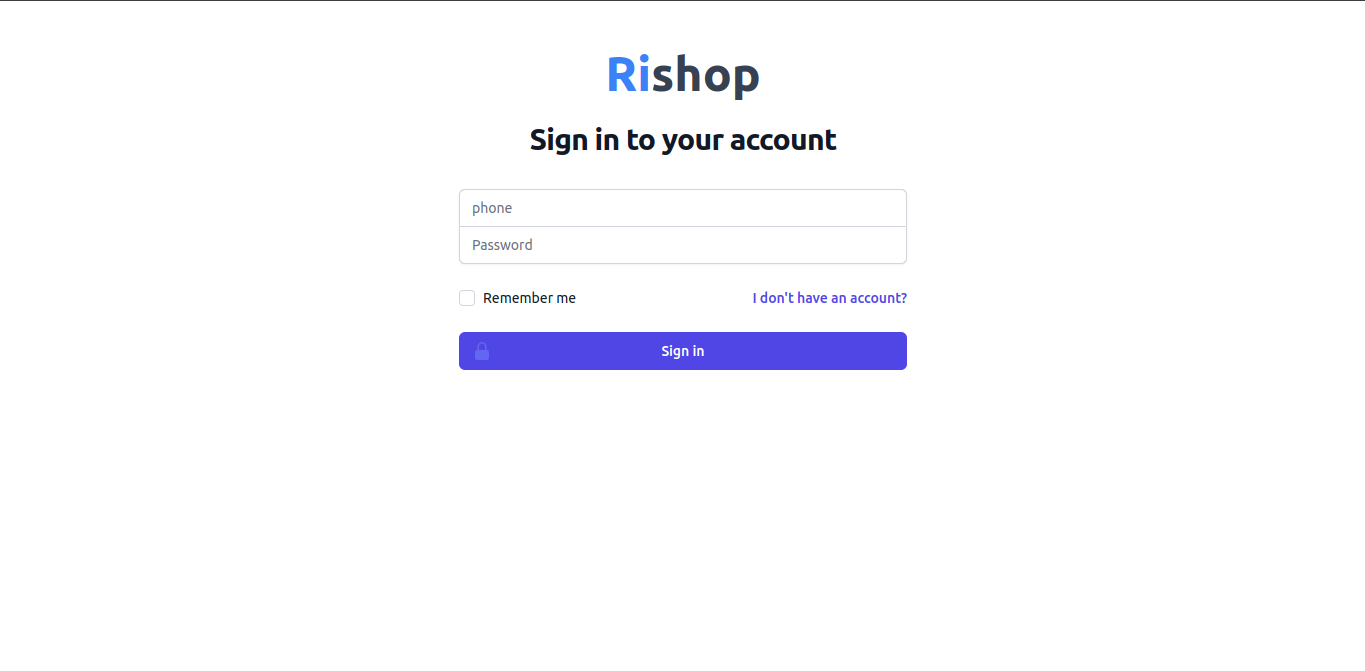 Rishop
Sign in to your account
phone
Password
Remember me
I don't have an account?
Sign in